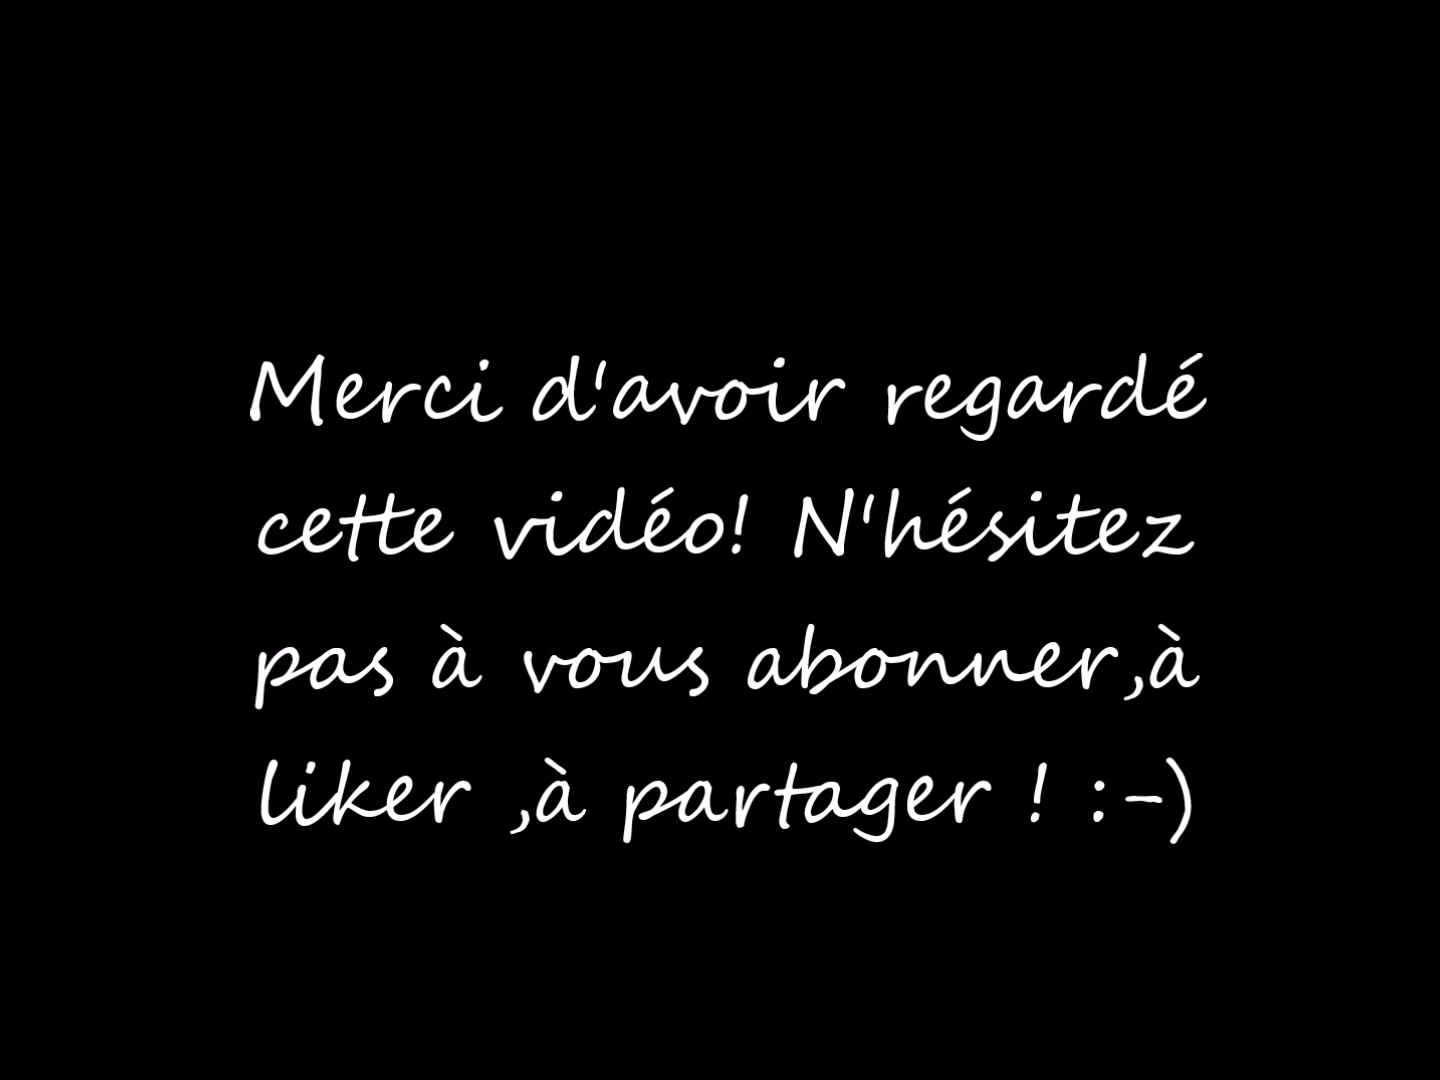 Merci d'avoir regardé
cette vidéo! N'hésitez
pas à vous abonner,à
liker ,à partager ! :-)